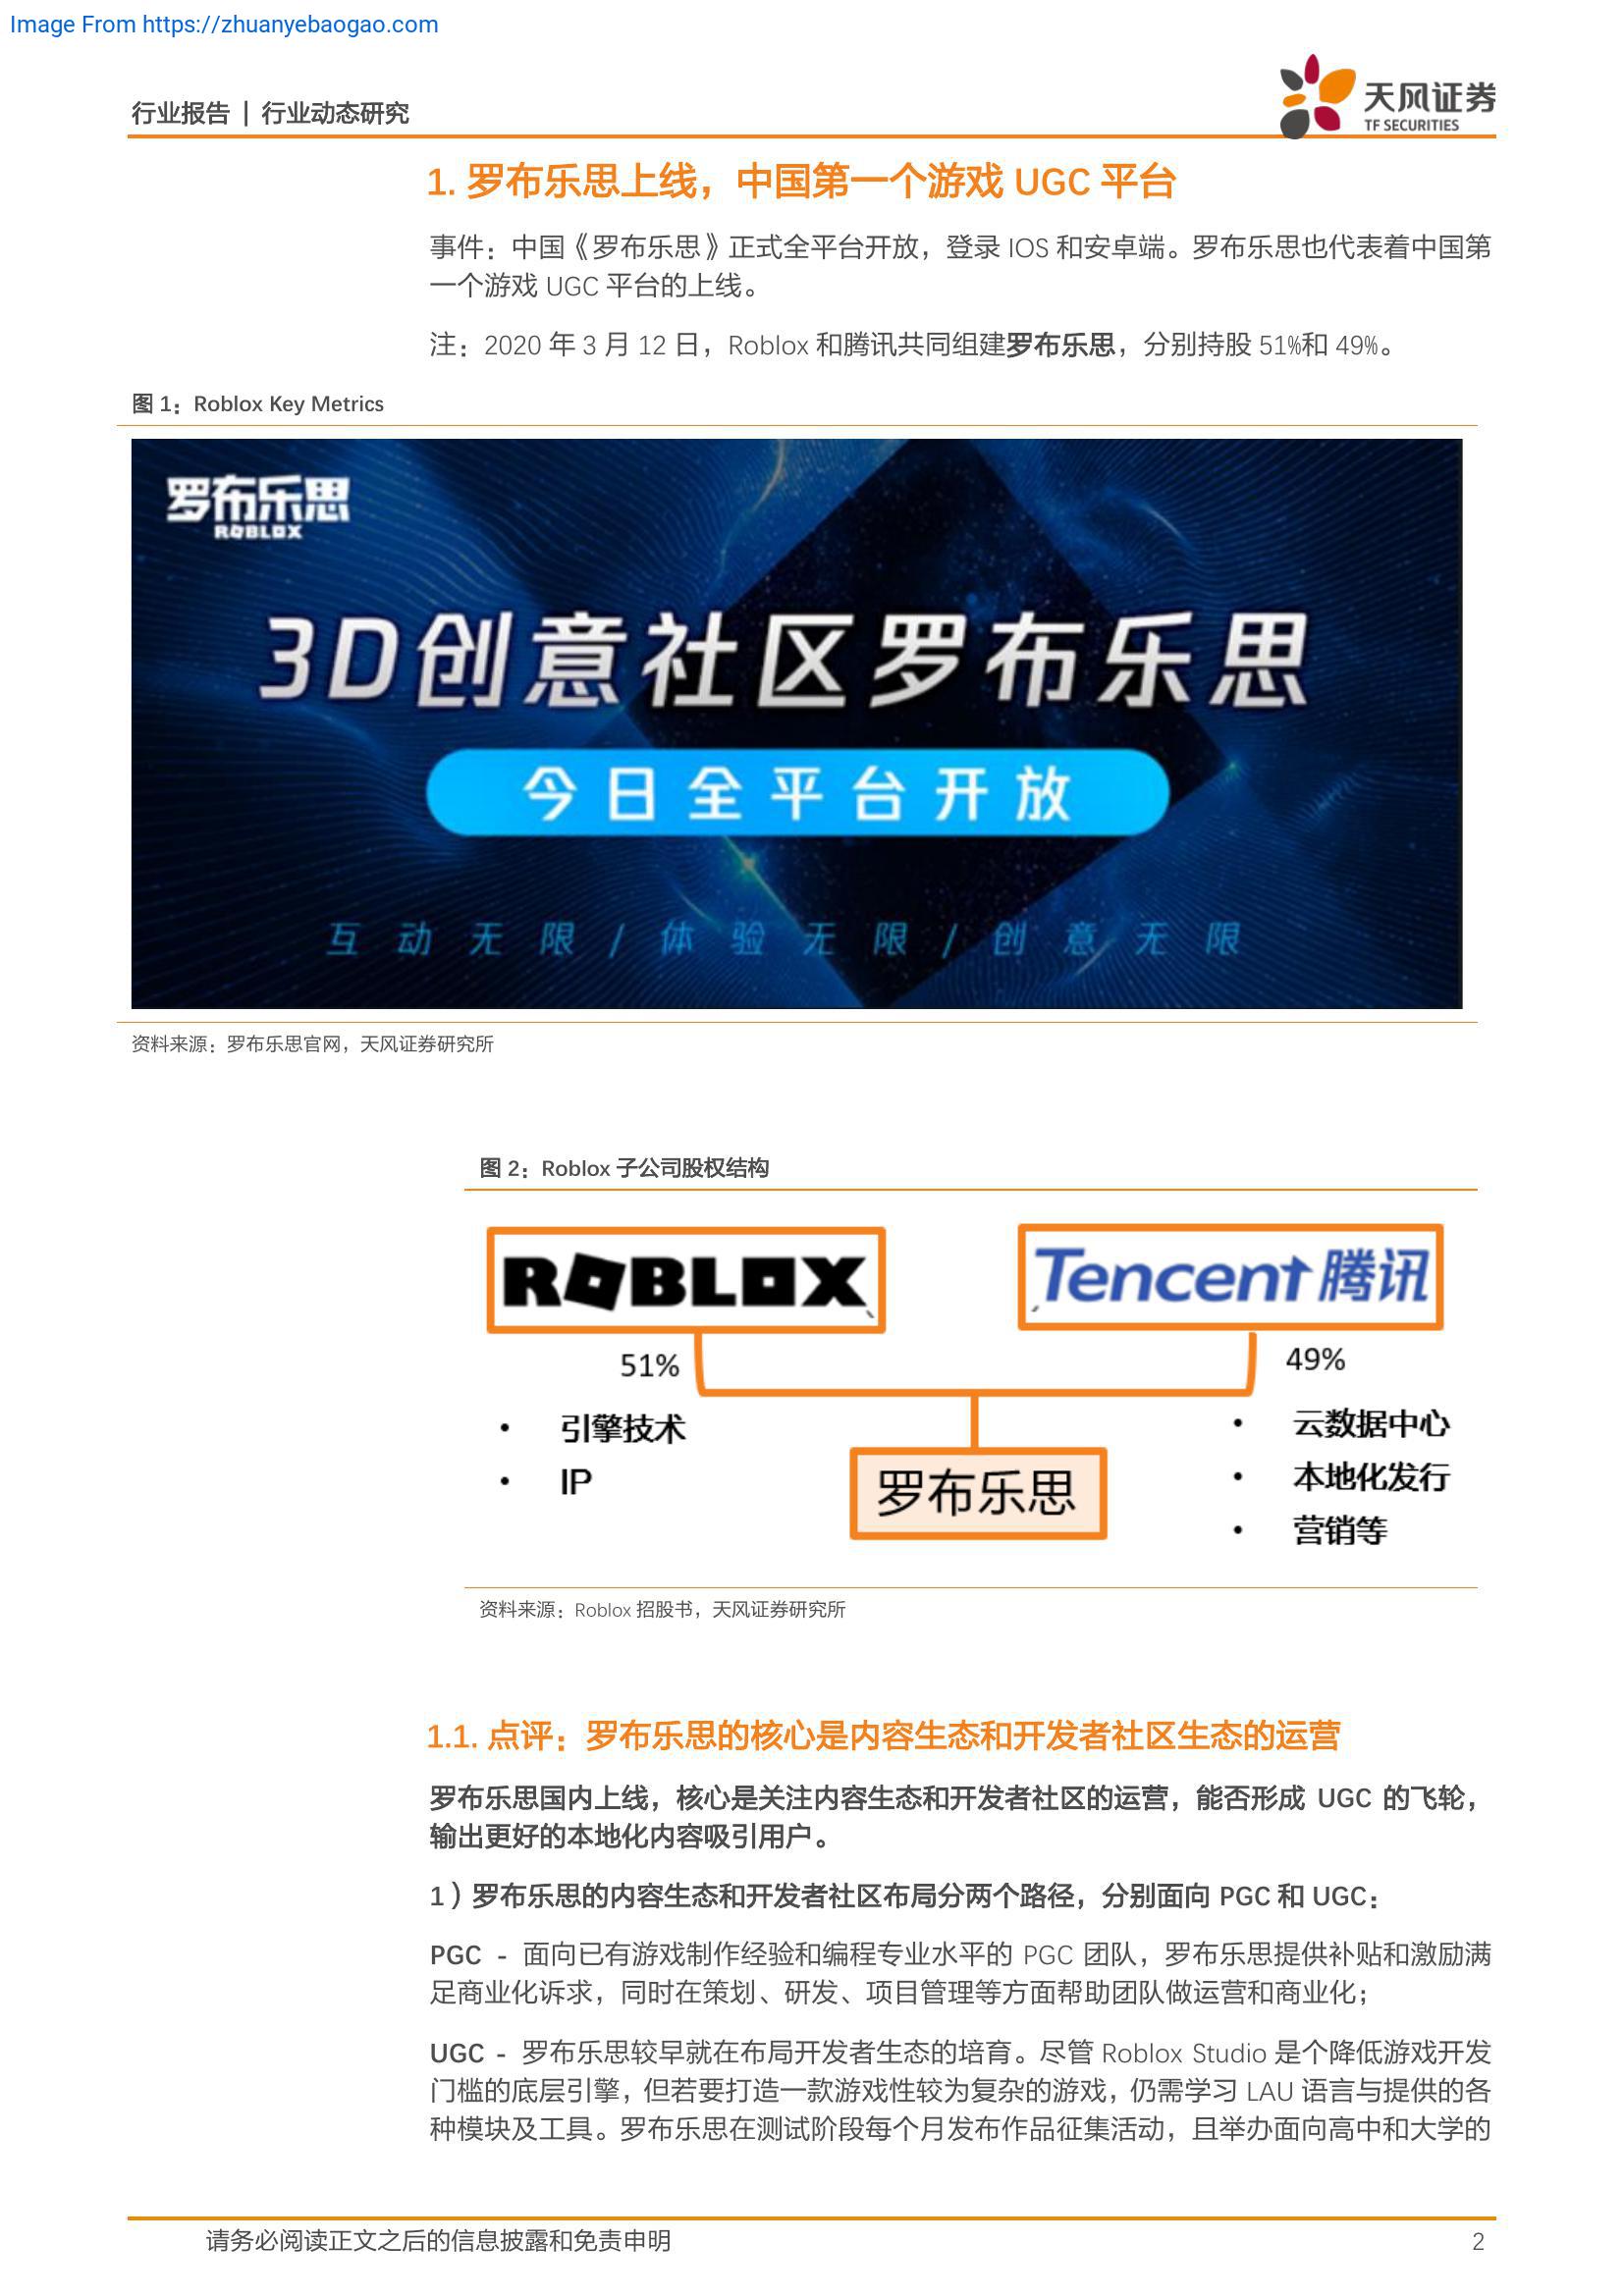 Image From https://zhuanyebaogao.com
行业报告 | 行业动态研究
天风证券
TF SECURITIES
1. 罗布乐思上线，中国第一个游戏 UGC 平台
事件：中国《罗布乐思》正式全平台开放，登录 IOS 和安卓端。罗布乐思也代表着中国第
一个游戏 UGC 平台的上线。
注：2020 年 3 月 12 日，Roblox 和腾讯共同组建罗布乐思，分别持股 51%和 49%。
图 1：Roblox Key Metrics
罗布乐思
ROBLOX
3D创意社区罗布乐思
今日全平台开放
互动无限/体验无限/创意无限
资料来源：罗布乐思官网，天风证券研究所
图 2：Roblox 子公司股权结构
ROBLOX
Tencent 腾讯
51%
49%
• 引擎技术
• IP
罗布乐思
• 云数据中心
• 本地化发行
• 营销等
资料来源：Roblox 招股书，天风证券研究所
1.1. 点评：罗布乐思的核心是内容生态和开发者社区生态的运营
罗布乐思国内上线，核心是关注内容生态和开发者社区的运营，能否形成 UGC 的飞轮，
输出更好的本地化内容吸引用户。
1）罗布乐思的内容生态和开发者社区布局分两个路径，分别面向 PGC 和 UGC：
PGC - 面向已有游戏制作经验和编程专业水平的 PGC 团队，罗布乐思提供补贴和激励满
足商业化诉求，同时在策划、研发、项目管理等方面帮助团队做运营和商业化；
UGC - 罗布乐思较早就在布局开发者生态的培育。尽管 Roblox Studio 是个降低游戏开发
门槛的底层引擎，但若要打造一款游戏性较为复杂的游戏，仍需学习 LAU 语言与提供的各
种模块及工具。罗布乐思在测试阶段每个月发布作品征集活动，且举办面向高中和大学的
请务必阅读正文之后的信息披露和免责申明
2